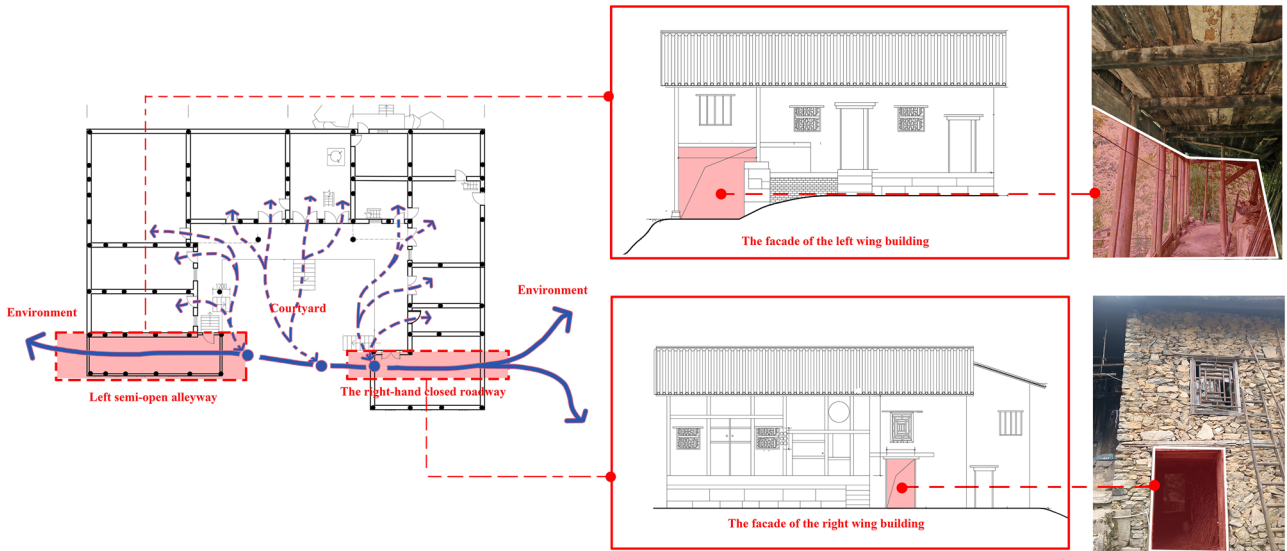 Environment
Courtyard
Environment
Left semi-open alleyway
The right-hand closed roadway
The facade of the left wing building
The facade of the right wing building